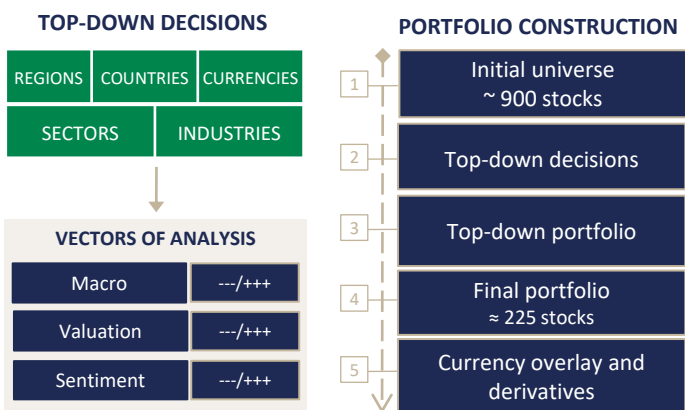 TOP-DOWN DECISIONS
REGIONS
COUNTRIES
CURRENCIES
SECTORS
INDUSTRIES
VECTORS OF ANALYSIS
Macro
---/+++
Valuation
---/+++
Sentiment
---/+++
PORTFOLIO CONSTRUCTION
1
Initial universe
~ 900 stocks
2
Top-down decisions
3
Top-down portfolio
4
Final portfolio
≈ 225 stocks
5
Currency overlay and
derivatives